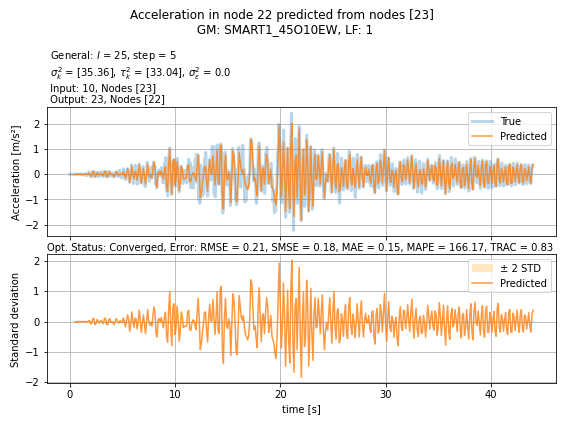 Acceleration in node 22 predicted from nodes [23]
GM: SMART1_45O10EW, LF: 1
General: l = 25, step = 5
σ²ₖ = [35.36], τ²ₖ = [33.04], σ²ε = 0.0
Input: 10, Nodes [23]
Output: 23, Nodes [22]
2
1
0
−1
−2
Acceleration [m/s²]
True
Predicted
Opt. Status: Converged, Error: RMSE = 0.21, SMSE = 0.18, MAE = 0.15, MAPE = 166.17, TRAC = 0.83
2
1
0
−1
−2
Standard deviation
± 2 STD
Predicted
0 10 20 30 40
time [s]